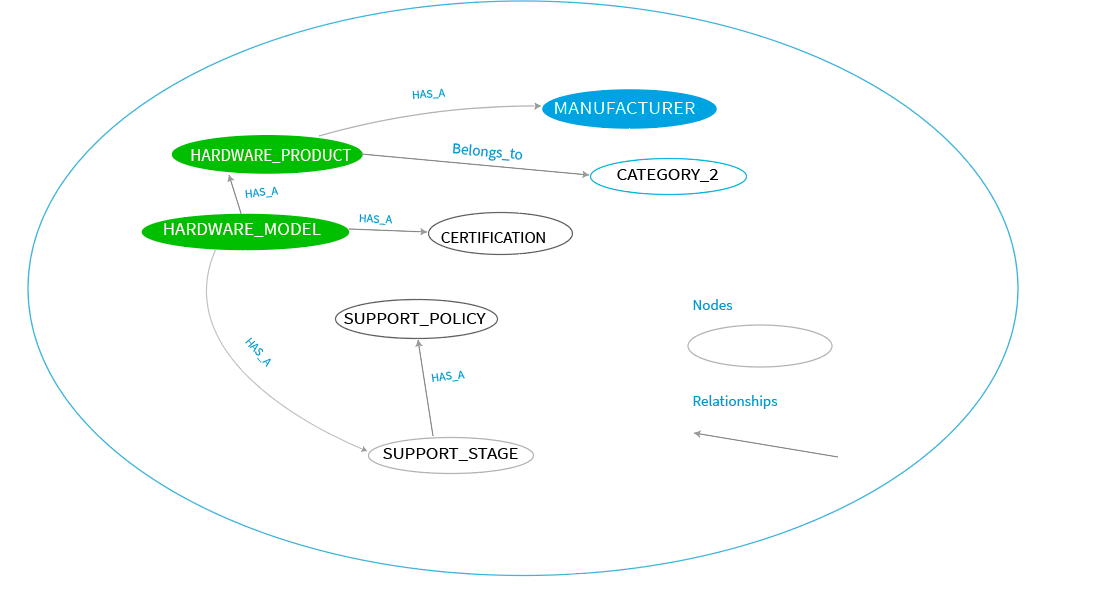 HAS_A
MANUFACTURER
HARDWARE_PRODUCT
Belongs_to
CATEGORY_2
HAS_A
HARDWARE_MODEL
HAS_A
CERTIFICATION
Nodes
SUPPORT_POLICY
HAS_A
HAS_A
Relationships
SUPPORT_STAGE